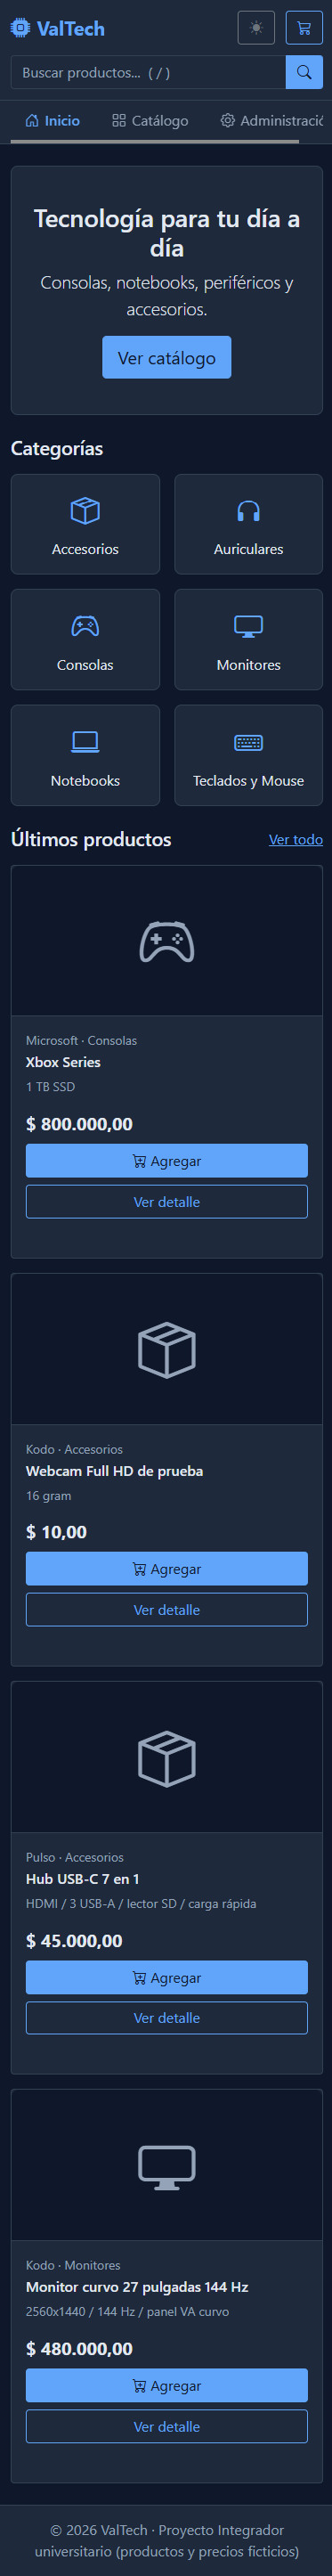 ValTech
Buscar productos... ( / )
Inicio
Catálogo
Administració
Tecnología para tu día a
día
Consolas, notebooks, periféricos y
accesorios.
Ver catálogo
Categorías
Accesorios
Auriculares
Consolas
Monitores
Notebooks
Teclados y Mouse
Últimos productos
Ver todo
Microsoft · Consolas
Xbox Series
1 TB SSD
$ 800.000,00
Agregar
Ver detalle
Kodo · Accesorios
Webcam Full HD de prueba
16 gram
$ 10,00
Agregar
Ver detalle
Pulso · Accesorios
Hub USB-C 7 en 1
HDMI / 3 USB-A / lector SD / carga rápida
$ 45.000,00
Agregar
Ver detalle
Kodo · Monitores
Monitor curvo 27 pulgadas 144 Hz
2560x1440 / 144 Hz / panel VA curvo
$ 480.000,00
Agregar
Ver detalle
© 2026 ValTech · Proyecto Integrador
universitario (productos y precios ficticios)